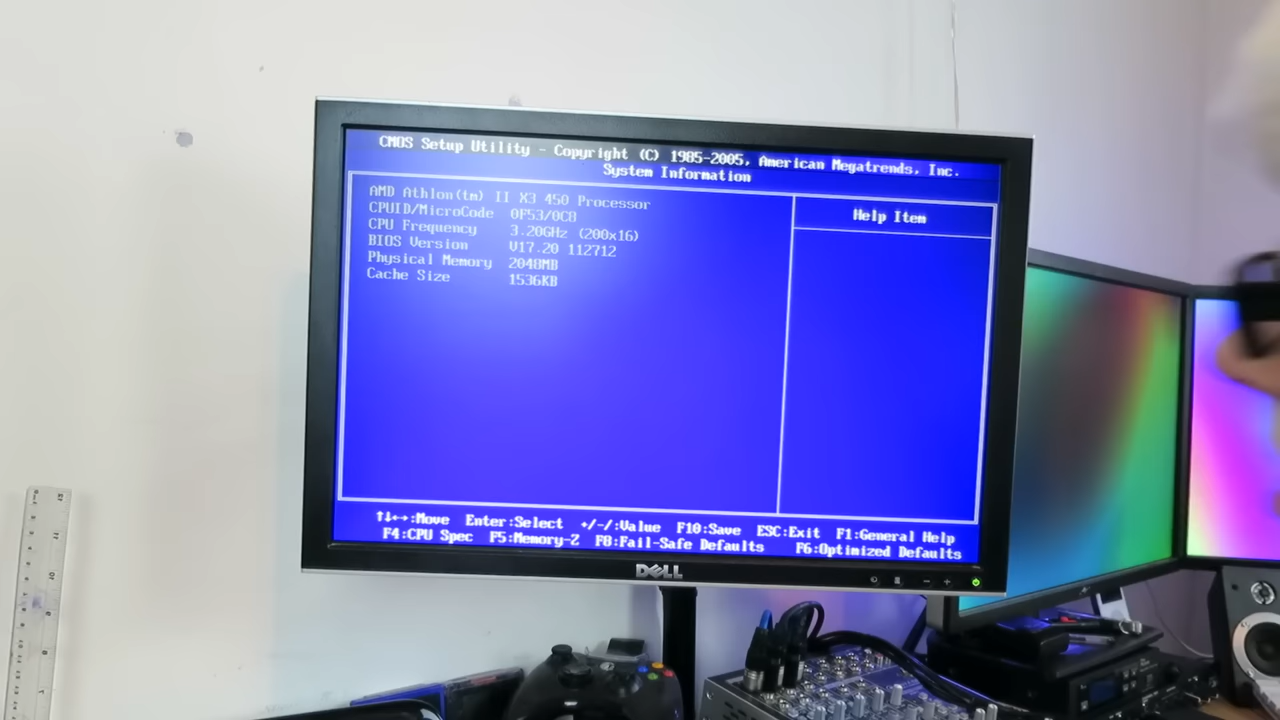 CMOS Setup Utility - Copyright (C) 1985-2005, American Megatrends, Inc.
System Information
AMD Athlon(tm) II X3 450 Processor
CPUID/MicroCode 0F53/0C8
CPU Frequency 3.20GHz (200x16)
BIOS Version V17.20 112712
Physical Memory 2048MB
Cache Size 1536KB
Help Item
↑↓←→:Move Enter:Select +/-/:Value F10:Save ESC:Exit F1:General Help
F4:CPU Spec F5:Memory-Z F8:Fail-Safe Defaults F6:Optimized Defaults
DELL